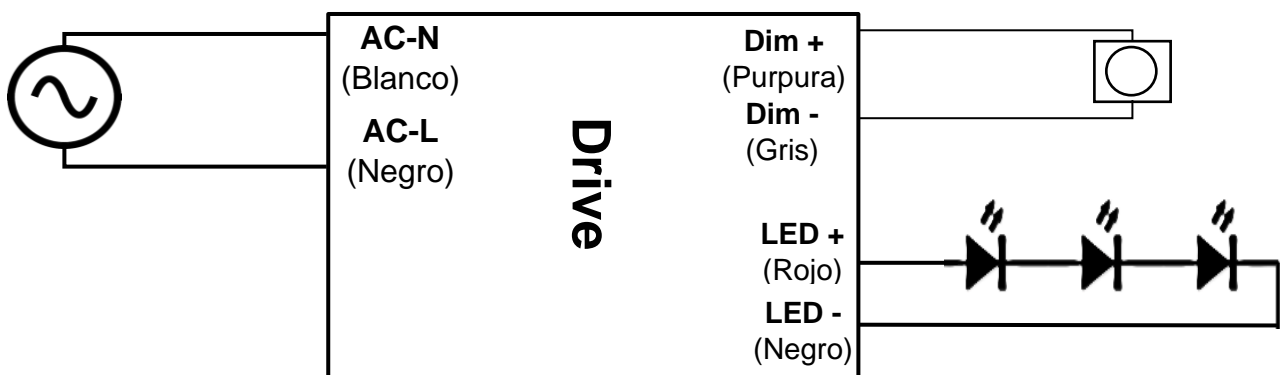 AC-N
(Blanco)
AC-L
(Negro)
Drive
Dim +
(Purpura)
Dim -
(Gris)
LED +
(Rojo)
LED -
(Negro)